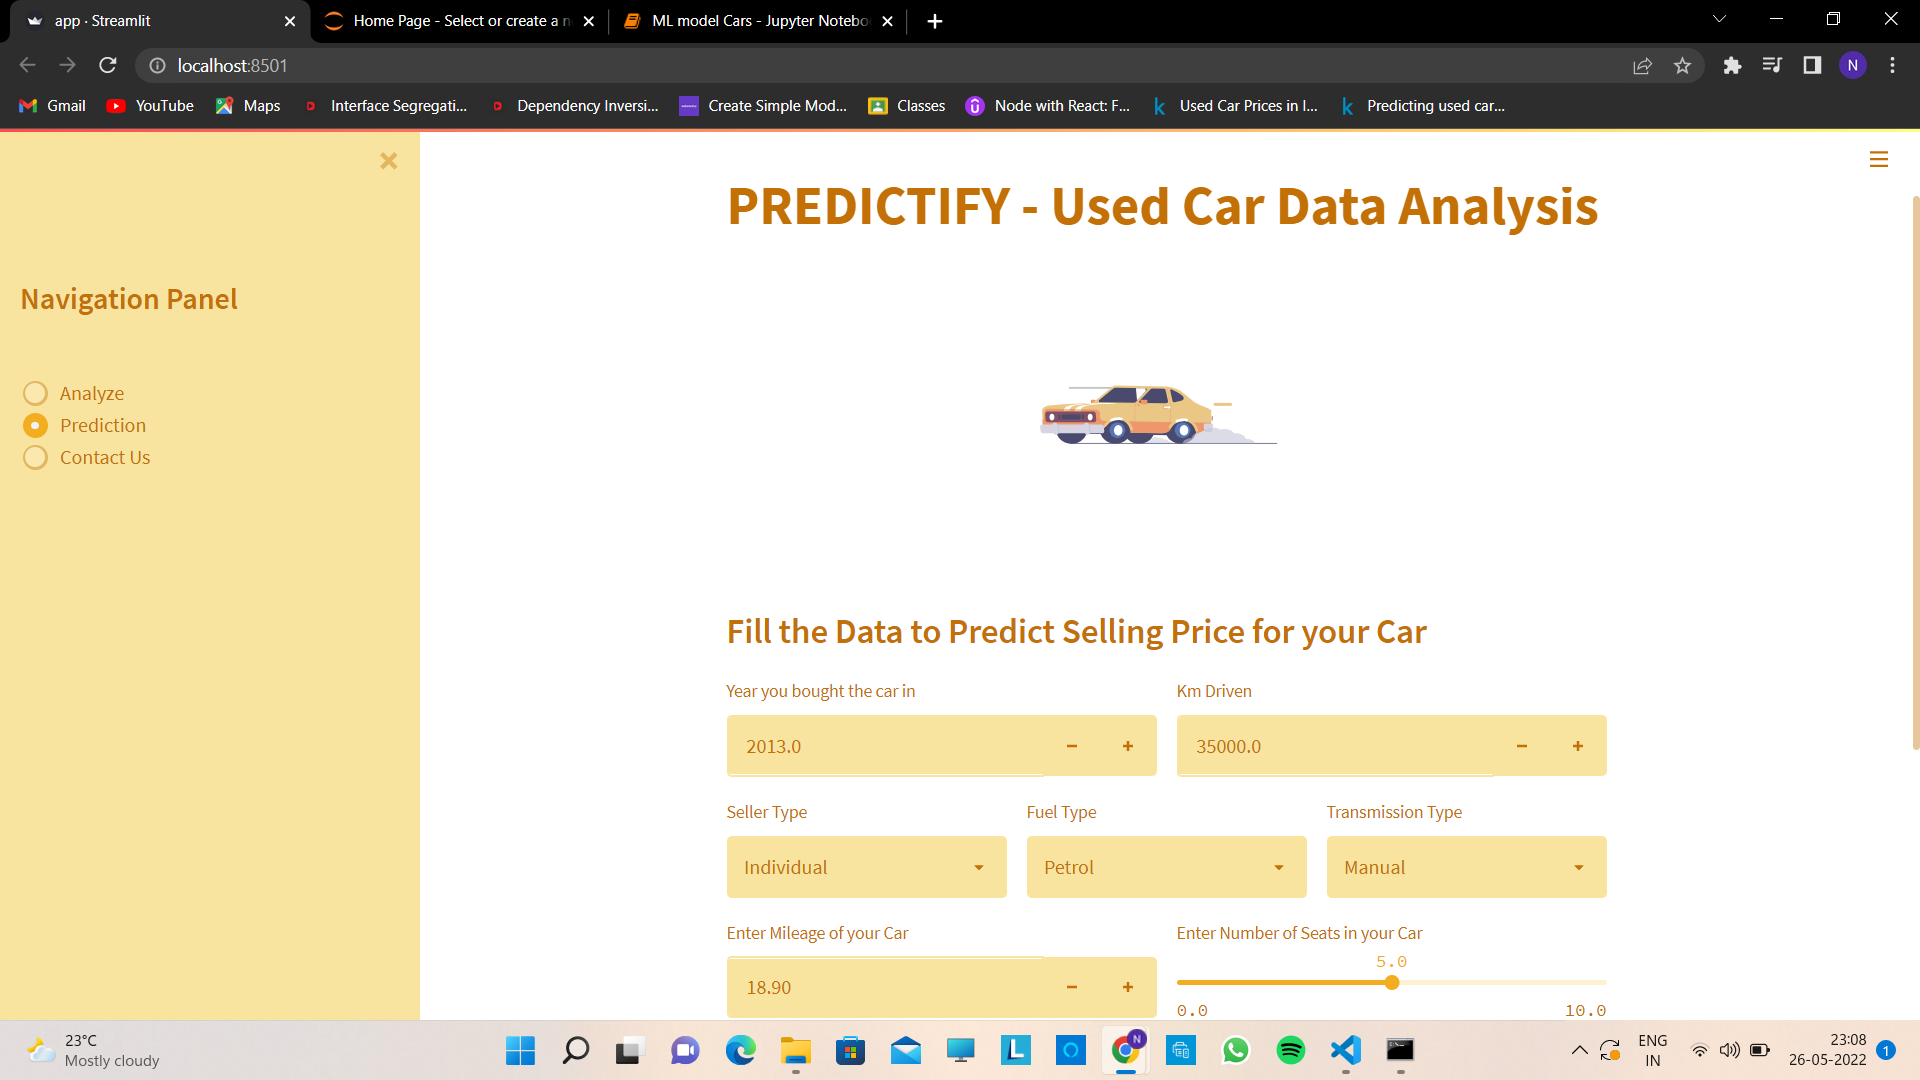 app · Streamlit
Home Page - Select or create a n
ML model Cars - Jupyter Notebo
localhost:8501
N
Gmail
YouTube
Maps
Interface Segregati...
Dependency Inversi...
Create Simple Mod...
Classes
Node with React: F...
Used Car Prices in I...
Predicting used car...
PREDICTIFY - Used Car Data Analysis
Navigation Panel
Analyze
Prediction
Contact Us
Fill the Data to Predict Selling Price for your Car
Year you bought the car in
Km Driven
2013.0
35000.0
Seller Type
Fuel Type
Transmission Type
Individual
Petrol
Manual
Enter Mileage of your Car
Enter Number of Seats in your Car
5.0
18.90
0.0
10.0
23°C
Mostly cloudy
N
ENG
IN
23:08
26-05-2022
1